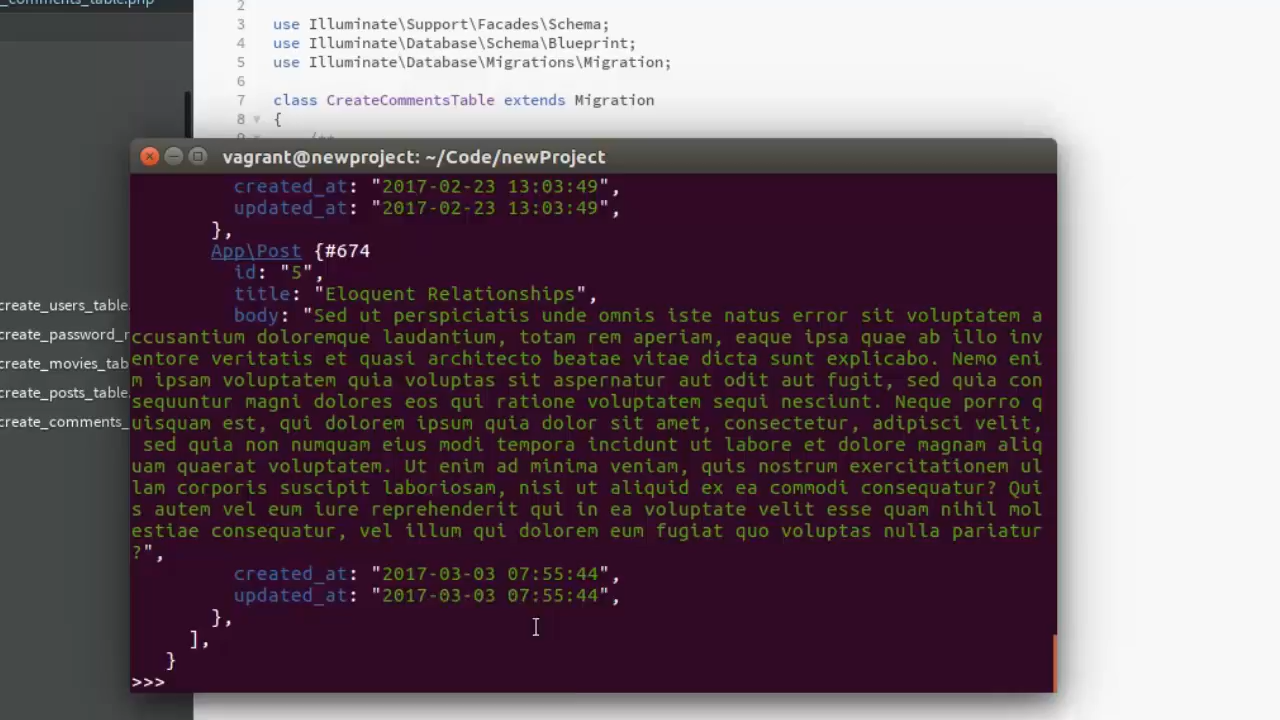 _comments_table.php
2
3 use Illuminate\Support\Facades\Schema;
4 use Illuminate\Database\Schema\Blueprint;
5 use Illuminate\Database\Migrations\Migration;
6
7 class CreateCommentsTable extends Migration
8 {
9 /**
vagrant@newproject: ~/Code/newProject
created_at: "2017-02-23 13:03:49",
updated_at: "2017-02-23 13:03:49",
},
App\Post {#674
id: "5",
title: "Eloquent Relationships",
body: "Sed ut perspiciatis unde omnis iste natus error sit voluptatem a
ccusantium doloremque laudantium, totam rem aperiam, eaque ipsa quae ab illo inv
entore veritatis et quasi architecto beatae vitae dicta sunt explicabo. Nemo eni
m ipsam voluptatem quia voluptas sit aspernatur aut odit aut fugit, sed quia con
sequuntur magni dolores eos qui ratione voluptatem sequi nesciunt. Neque porro q
uisquam est, qui dolorem ipsum quia dolor sit amet, consectetur, adipisci velit,
sed quia non numquam eius modi tempora incidunt ut labore et dolore magnam aliq
uam quaerat voluptatem. Ut enim ad minima veniam, quis nostrum exercitationem ul
lam corporis suscipit laboriosam, nisi ut aliquid ex ea commodi consequatur? Qui
s autem vel eum iure reprehenderit qui in ea voluptate velit esse quam nihil mol
estiae consequatur, vel illum qui dolorem eum fugiat quo voluptas nulla pariatur
?",
created_at: "2017-03-03 07:55:44",
updated_at: "2017-03-03 07:55:44",
},
],
}
>>>
create_users_table.
create_password_r
create_movies_tab
create_posts_table.
create_comments_